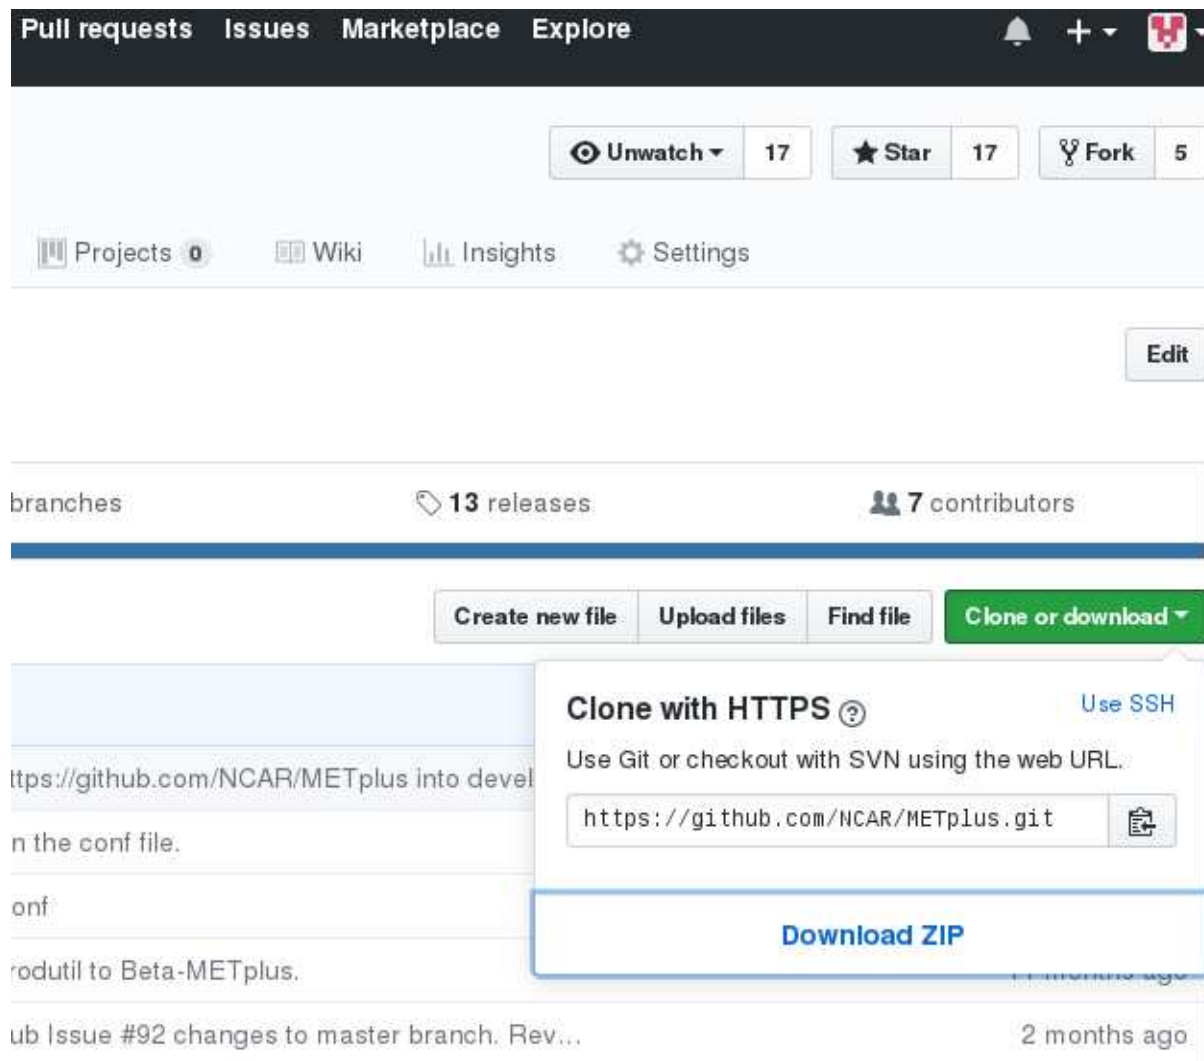 Pull requests Issues Marketplace Explore
Unwatch 17 Star 17 Fork 5
Projects 0 Wiki Insights Settings
Edit
branches 13 releases 7 contributors
Create new file Upload files Find file Clone or download
Clone with HTTPS Use SSH
Use Git or checkout with SVN using the web URL.
ttps://github.com/NCAR/METplus into devel
https://github.com/NCAR/METplus.git
n the conf file.
onf
Download ZIP
rodutil to Beta-METplus. months ago
ub Issue #92 changes to master branch. Rev... 2 months ago